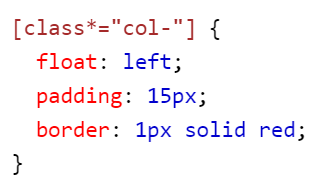 [class*="col-"] {
  float: left;
  padding: 15px;
  border: 1px solid red;
}